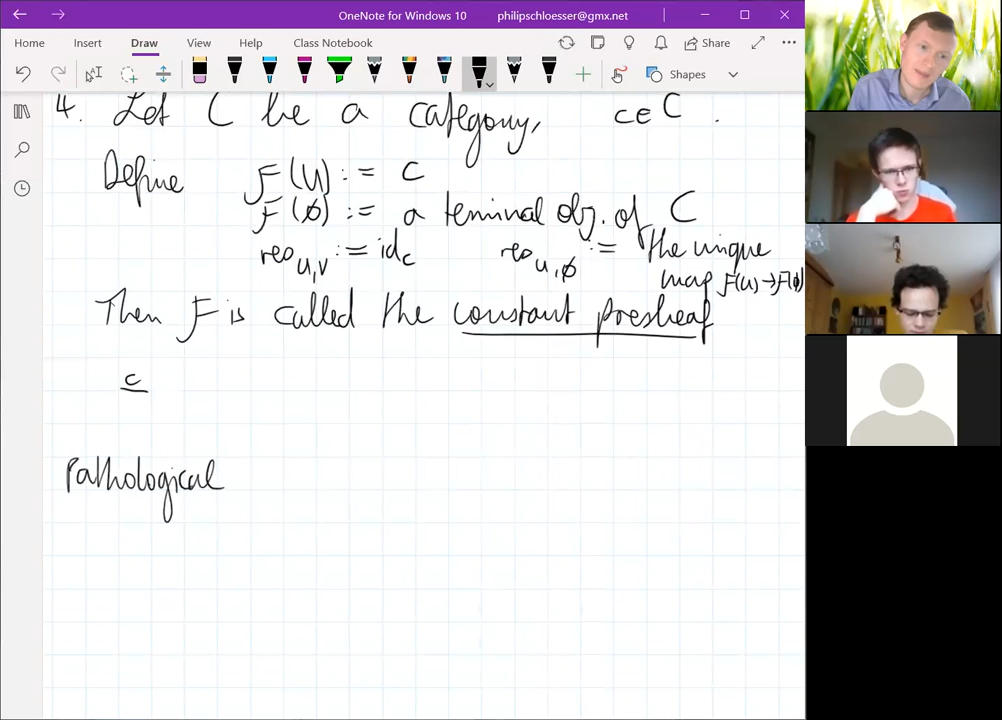 OneNote for Windows 10
philipschloesser@gmx.net
Home Insert Draw View Help Class Notebook Share
Shapes
4. Let C be a category, c ∈ C .
Define F(U) := c
F(∅) := a terminal obj. of C
res_{U,V} := id_c res_{U,∅} := the unique
map F(U) → F(∅)
Then F is called the constant presheaf
c
Pathological